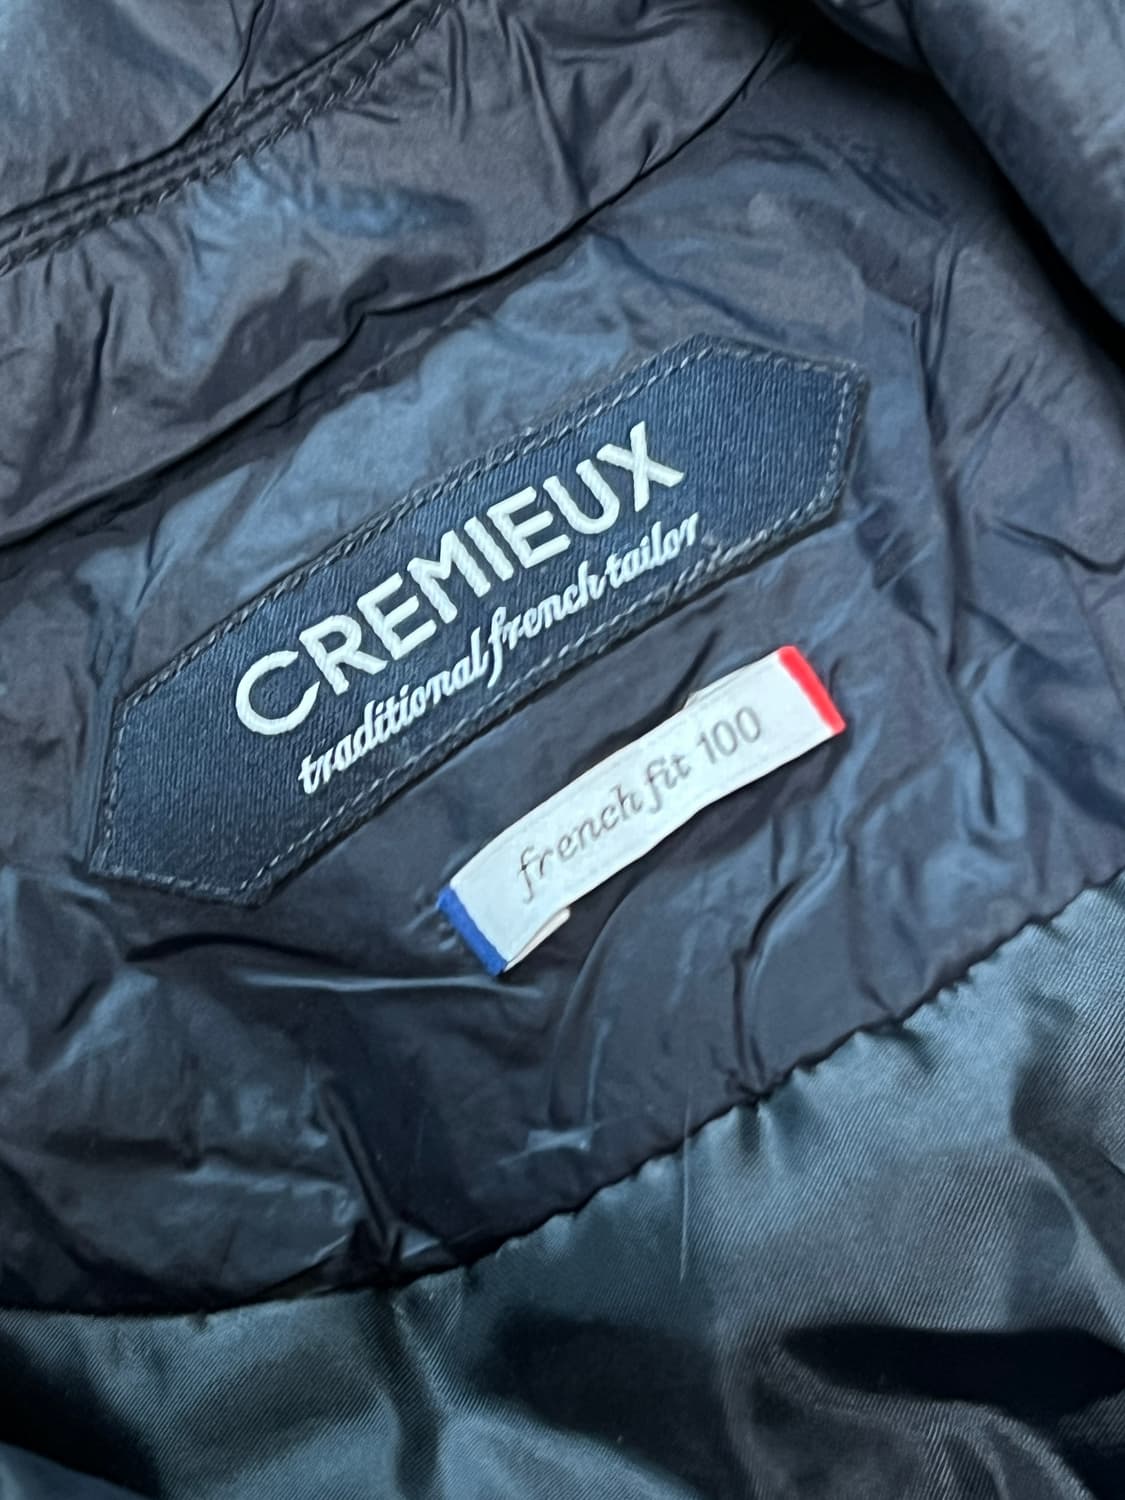 CREMIEUX
traditional french tailor
french fit 100